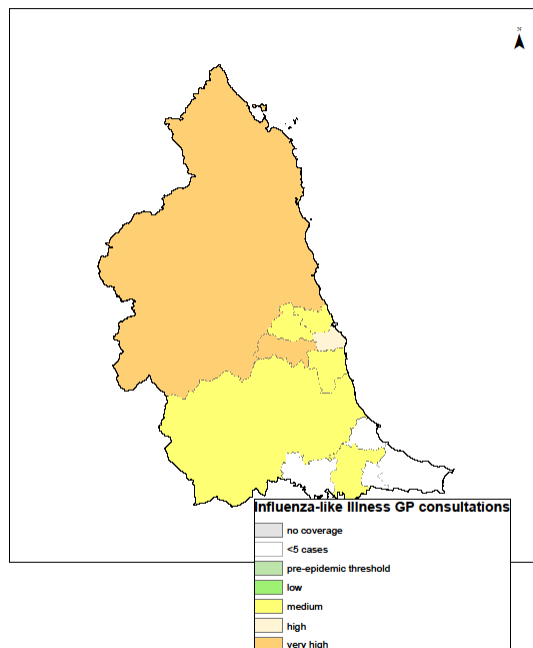 N
Influenza-like Illness GP consultations
no coverage
<5 cases
pre-epidemic threshold
low
medium
high
very high